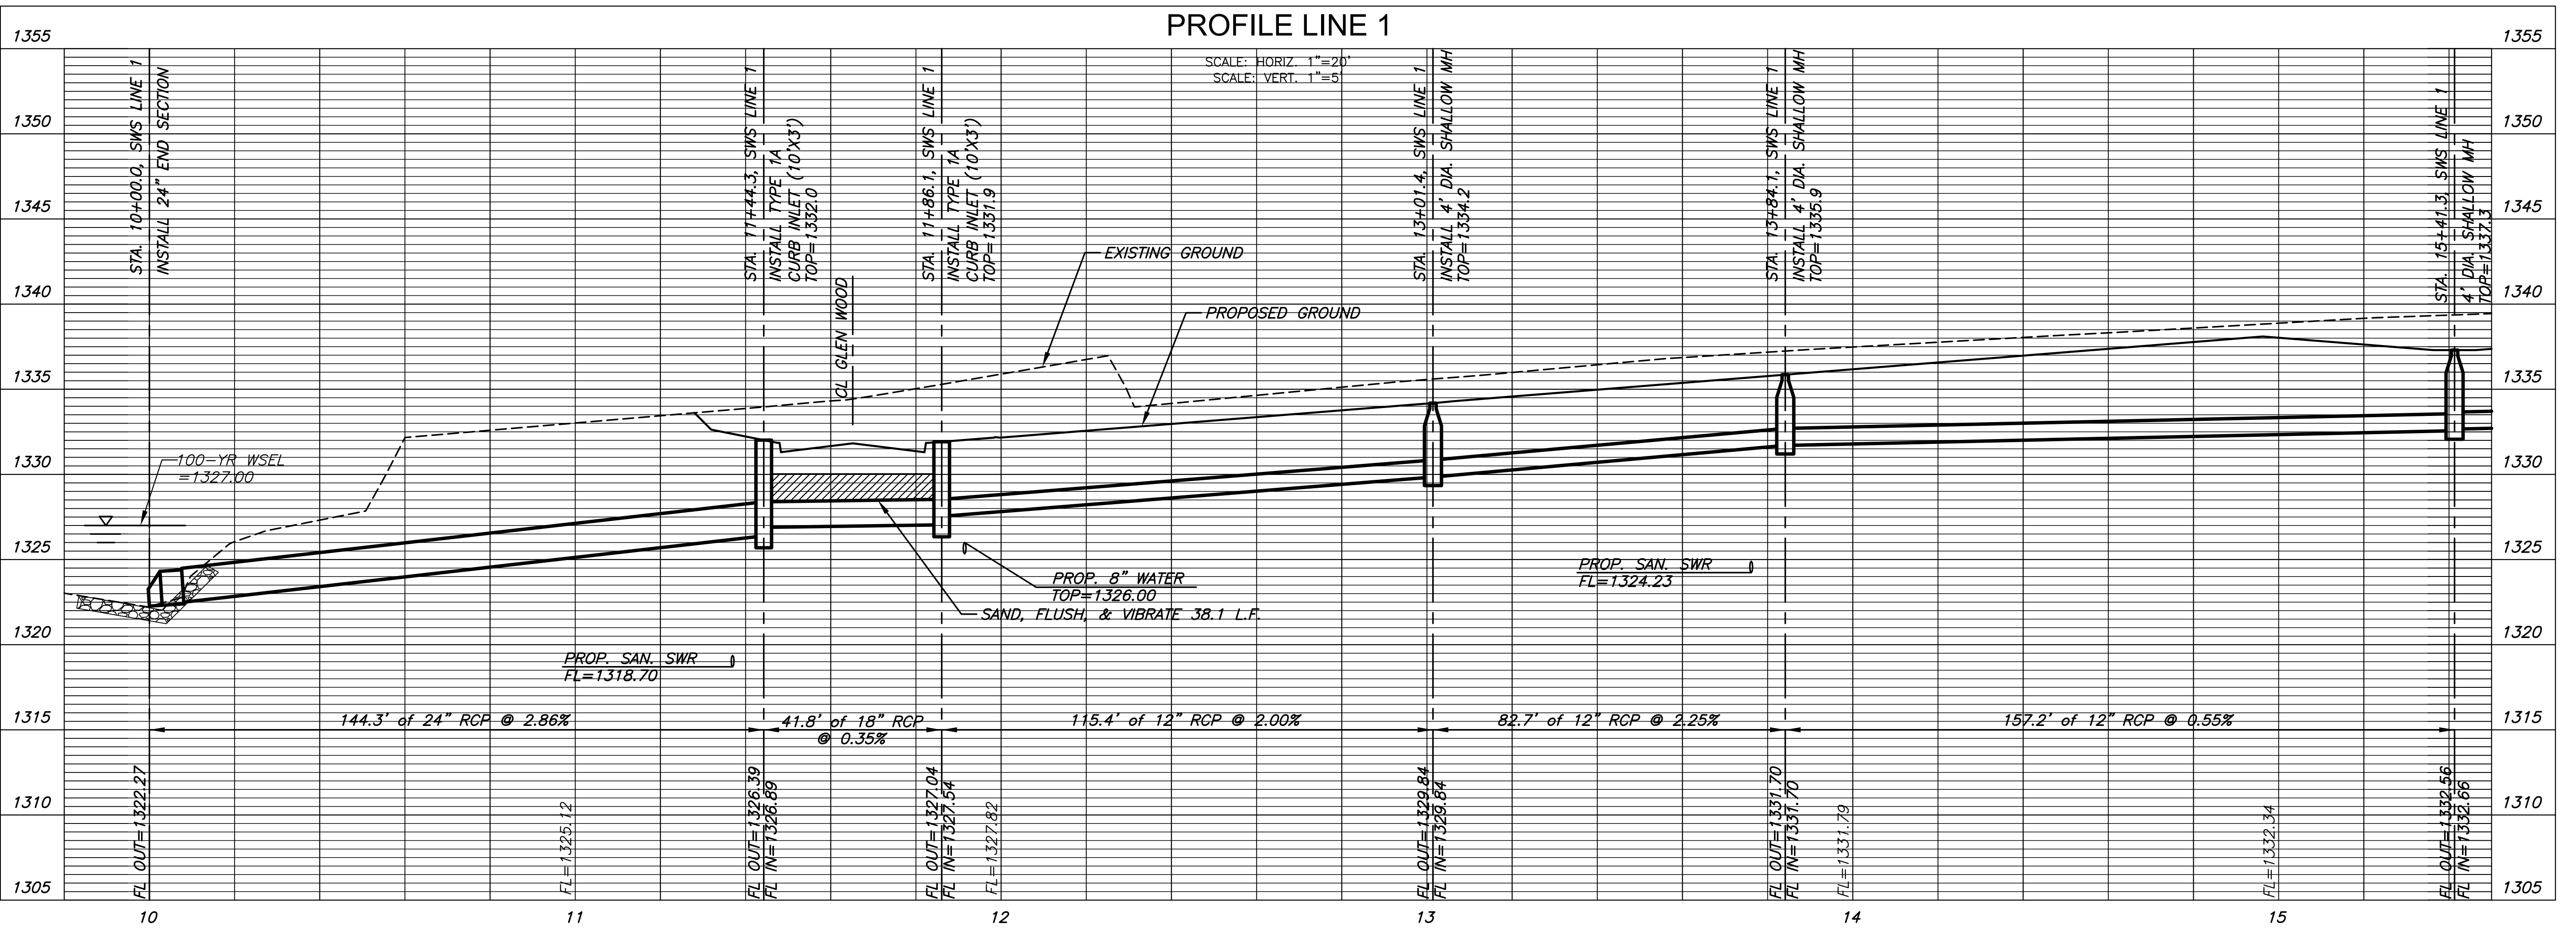 PROFILE LINE 1
SCALE: HORIZ. 1"=20'
SCALE: VERT. 1"=5'
1355
1355
1350
1350
1345
1345
1340
1340
1335
1335
1330
1330
1325
1325
1320
1320
1315
1315
1310
1310
1305
1305
STA. 10+00.0, SWS LINE 1
INSTALL 24" END SECTION
STA. 11+44.3, SWS LINE 1
INSTALL TYPE 1A
CURB INLET (10'X3')
TOP=1332.0
CL GLEN WOOD
STA. 11+86.1, SWS LINE 1
INSTALL TYPE 1A
CURB INLET (10'X3')
TOP=1331.9
STA. 13+01.4, SWS LINE 1
INSTALL 4' DIA. SHALLOW MH
TOP=1334.2
STA. 13+84.1, SWS LINE 1
INSTALL 4' DIA. SHALLOW MH
TOP=1335.9
STA. 15+41.3, SWS LINE 1
4' DIA. SHALLOW MH
TOP=1337.3
EXISTING GROUND
PROPOSED GROUND
100-YR WSEL
=1327.00
PROP. 8" WATER
TOP=1326.00
SAND, FLUSH, & VIBRATE 38.1 L.F.
PROP. SAN. SWR
FL=1324.23
PROP. SAN. SWR
FL=1318.70
144.3' of 24" RCP @ 2.86%
41.8' of 18" RCP
@ 0.35%
115.4' of 12" RCP @ 2.00%
82.7' of 12" RCP @ 2.25%
157.2' of 12" RCP @ 0.55%
FL OUT=1322.27
FL=1325.12
FL OUT=1326.39
FL IN=1326.89
FL OUT=1327.04
FL IN=1327.54
FL=1327.82
FL OUT=1329.84
FL IN=1329.84
FL OUT=1331.70
FL IN=1331.70
FL=1331.79
FL=1332.34
FL OUT=1332.56
FL IN=1332.66
10
11
12
13
14
15